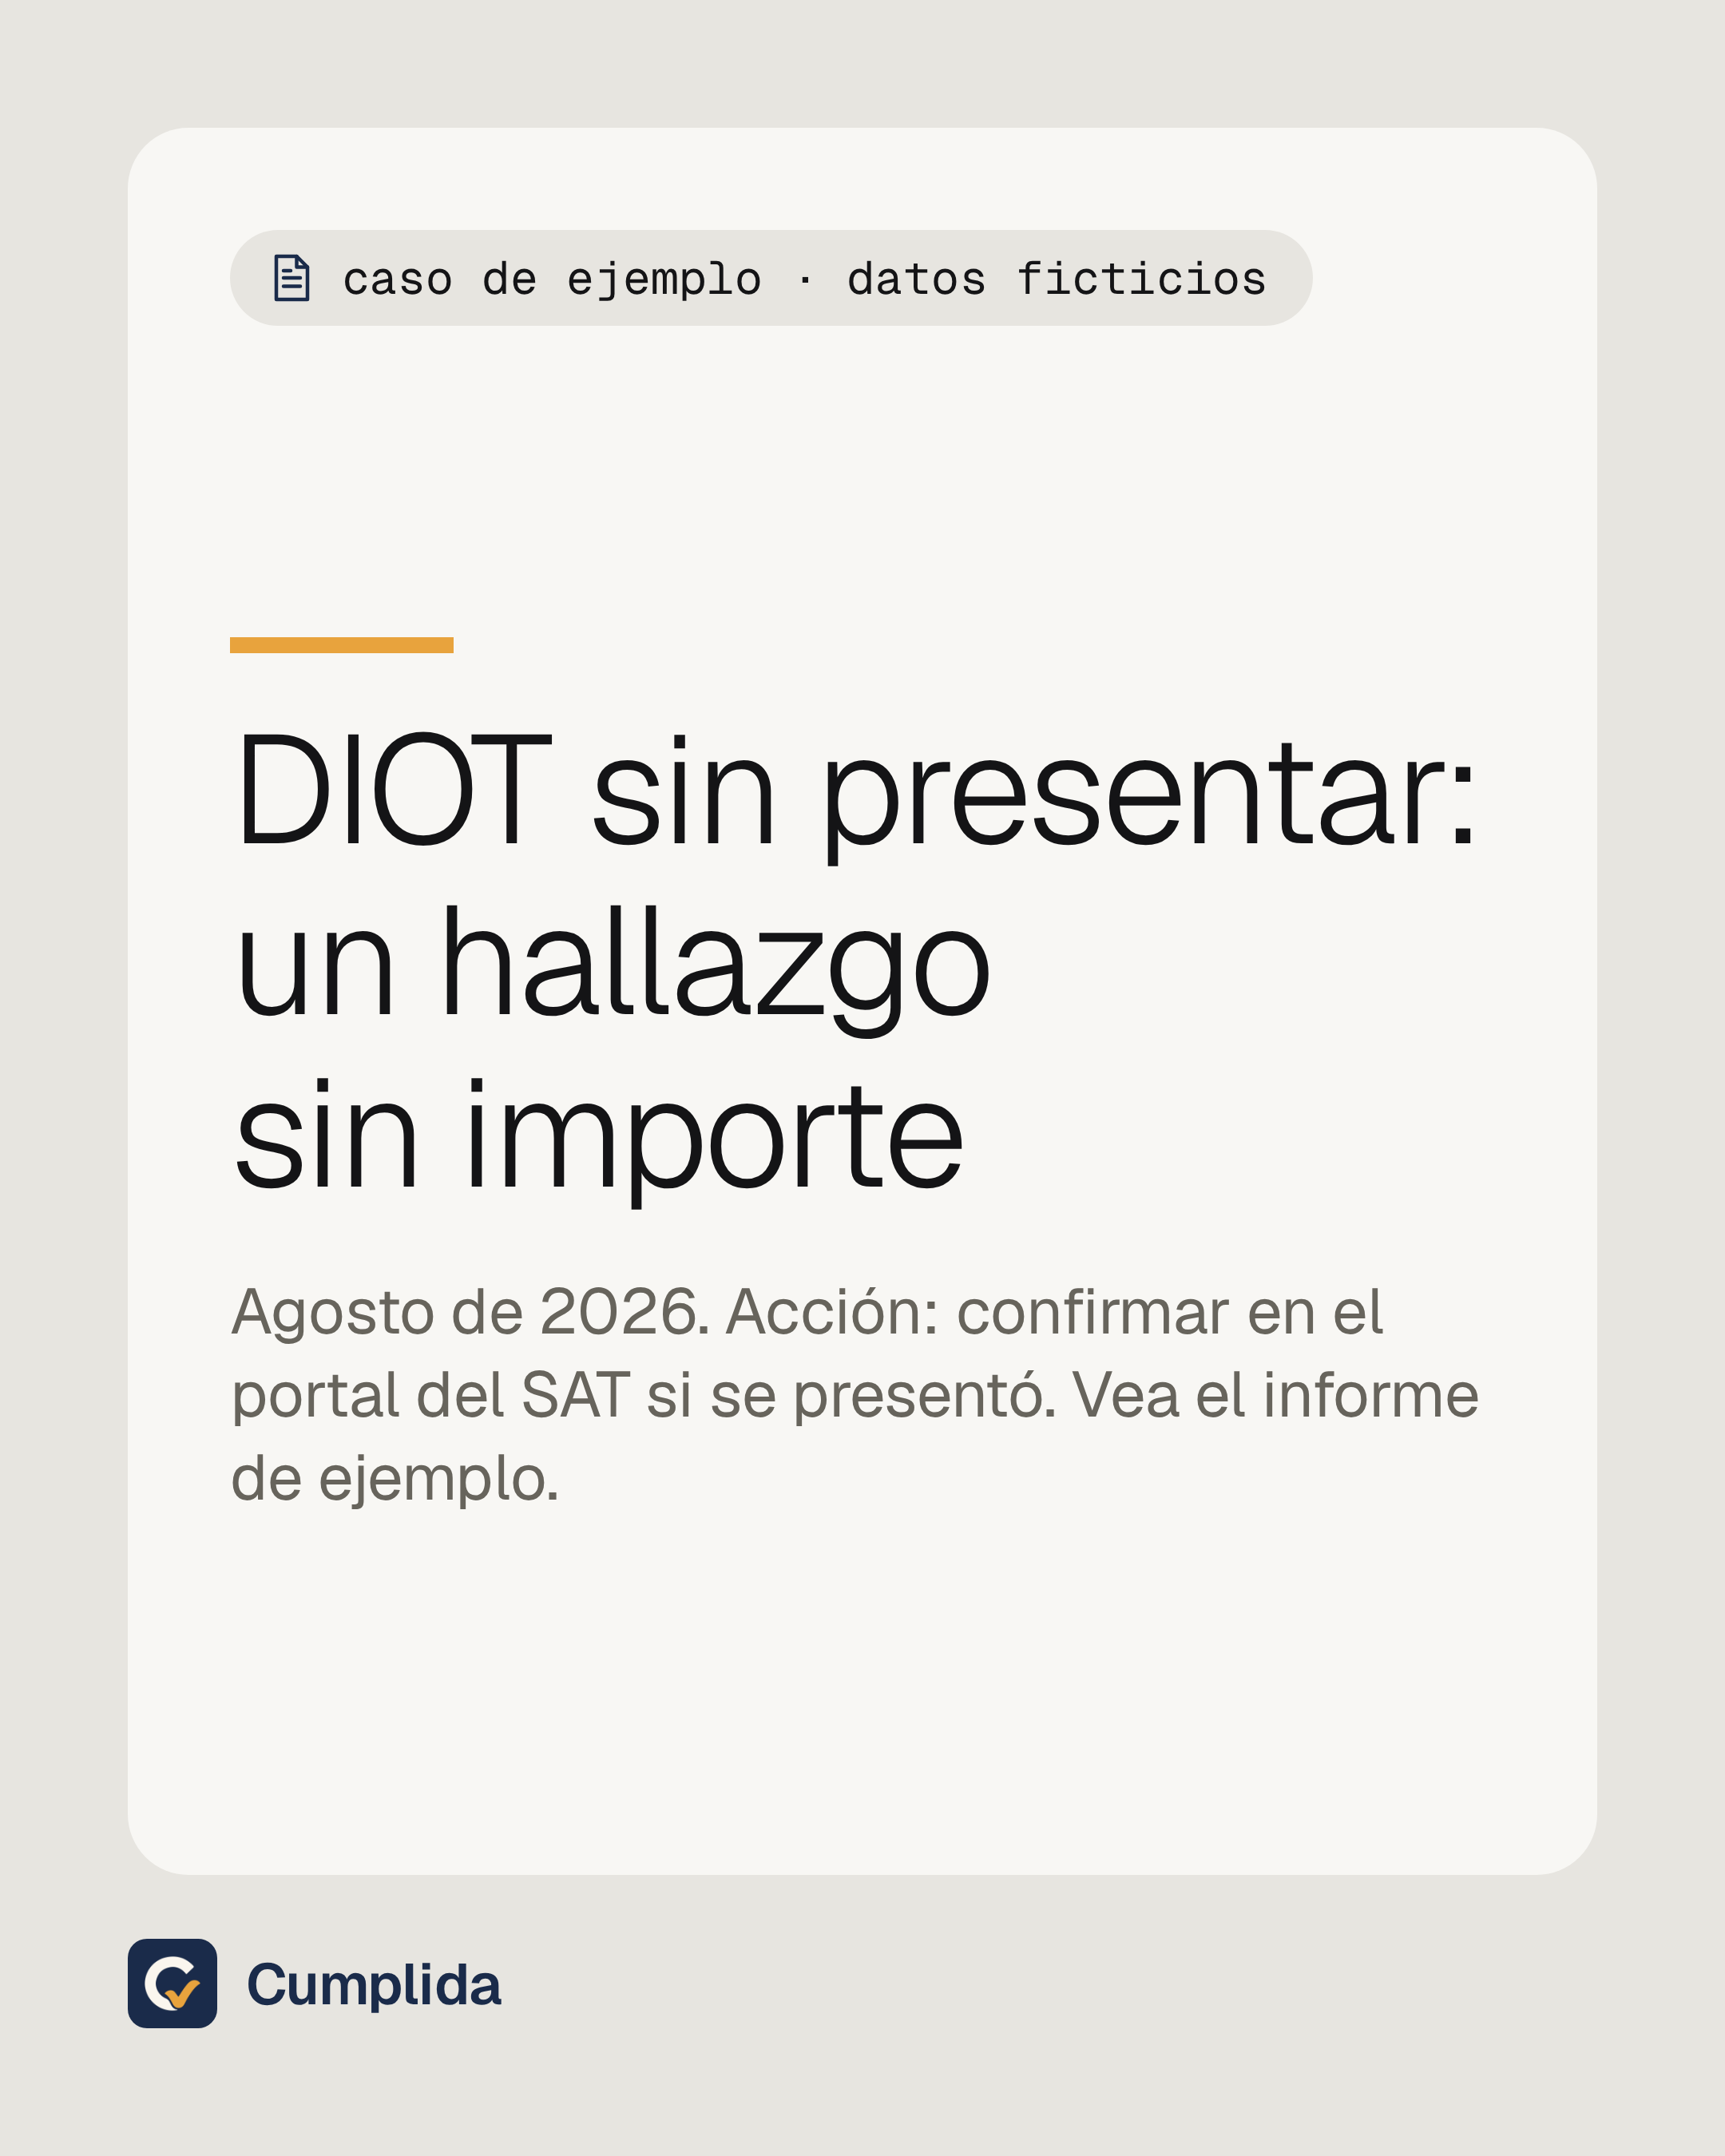 caso de ejemplo · datos ficticios
DIOT sin presentar:
un hallazgo
sin importe
Agosto de 2026. Acción: confirmar en el
portal del SAT si se presentó. Vea el informe
de ejemplo.
Cumplida